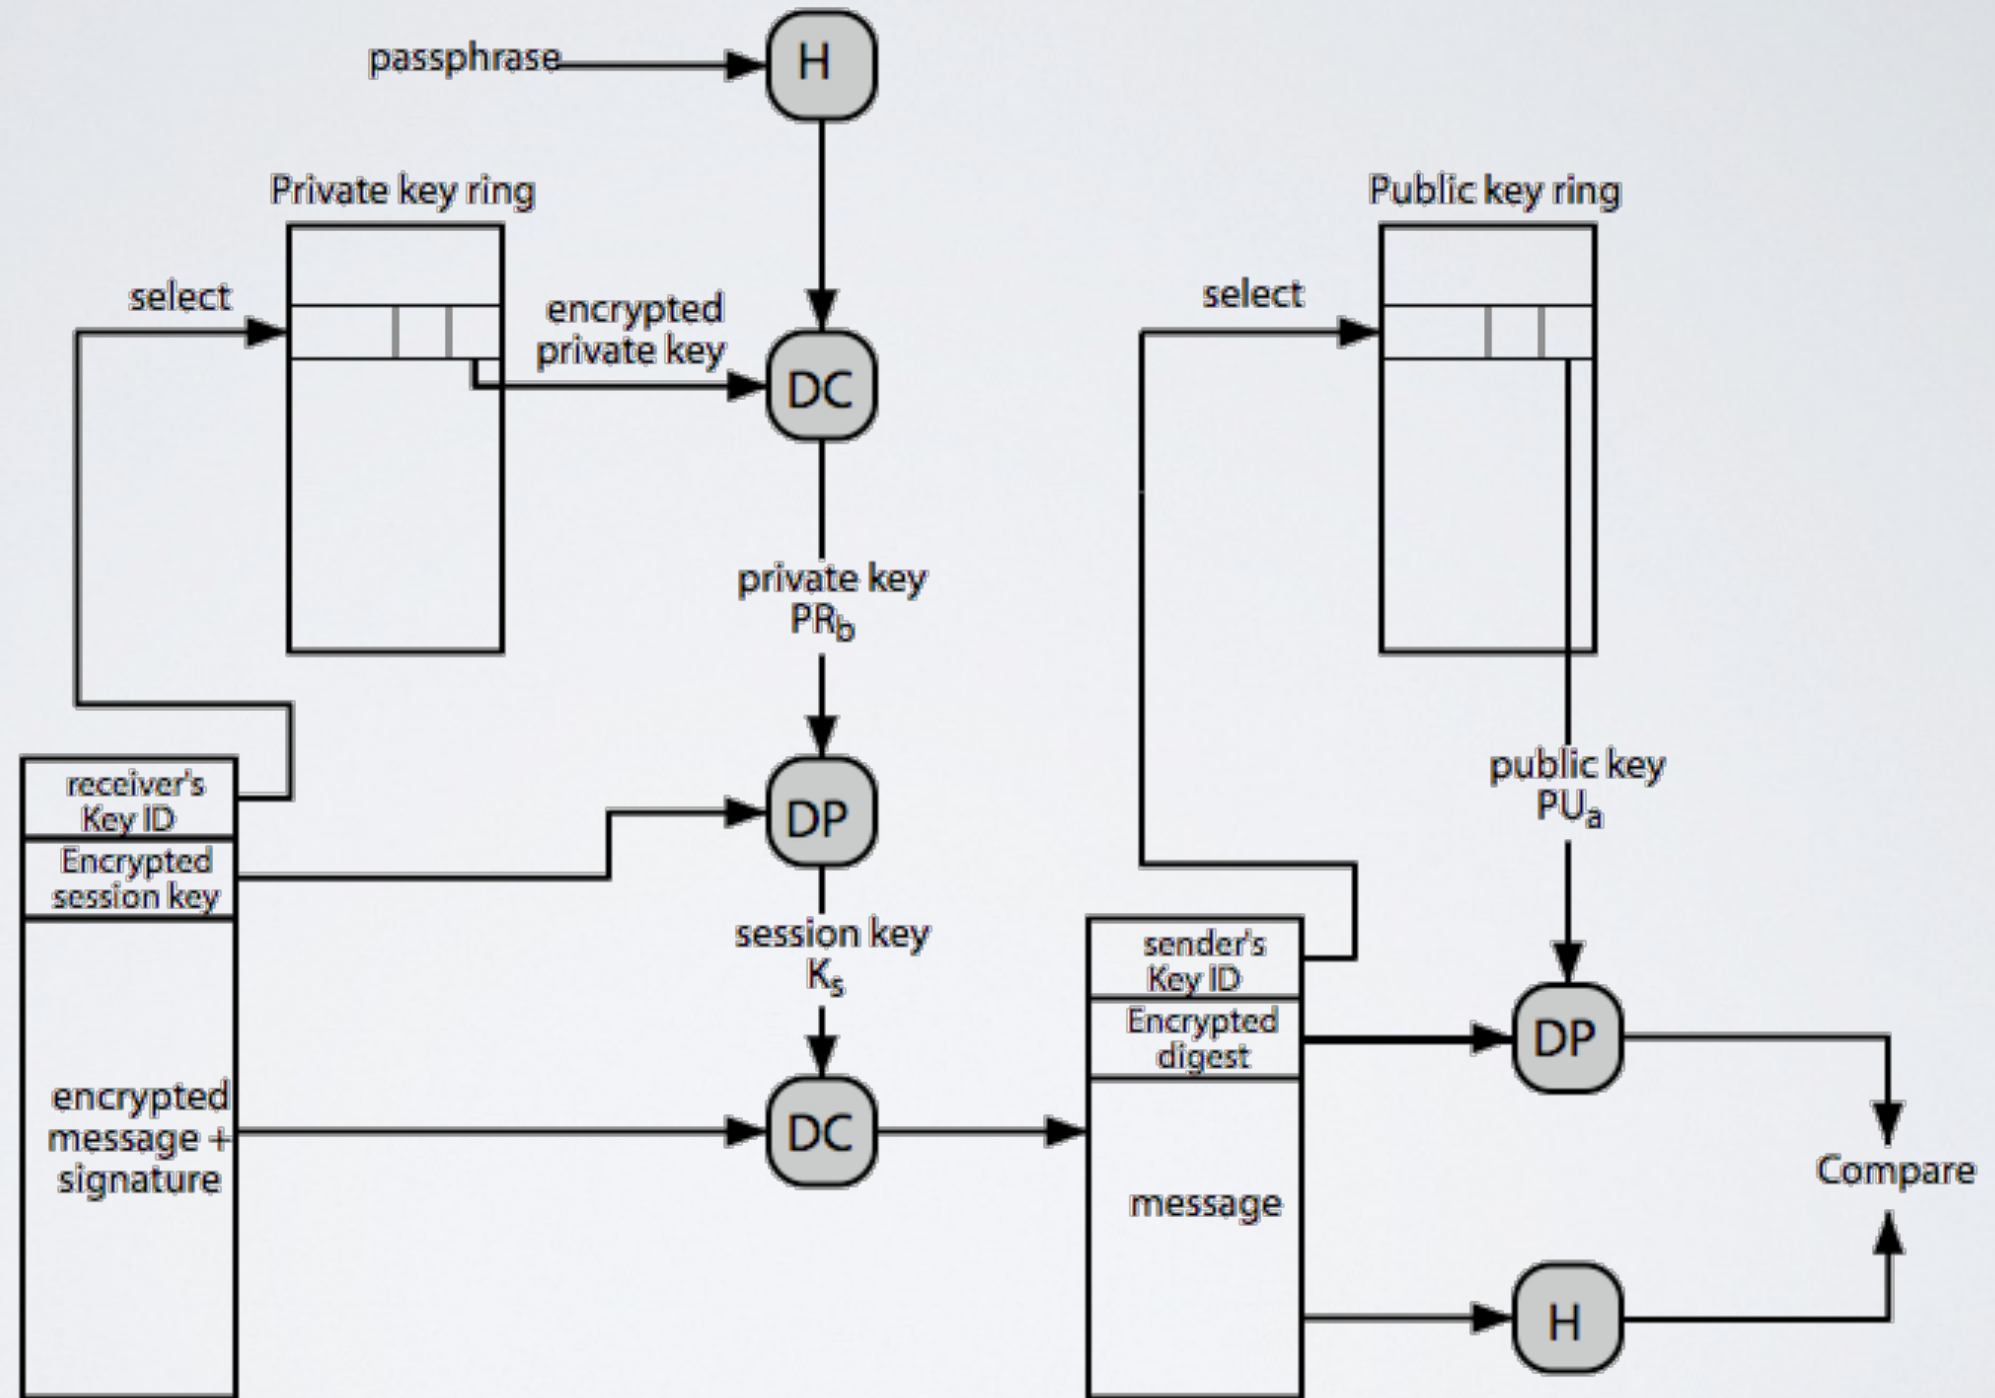 passphrase
H
Private key ring
Public key ring
select
encrypted
private key
select
DC
private key
PRb
public key
PUa
receiver's
Key ID
DP
Encrypted
session key
session key
Ks
sender's
Key ID
Encrypted
digest
DP
encrypted
message +
signature
DC
message
Compare
H